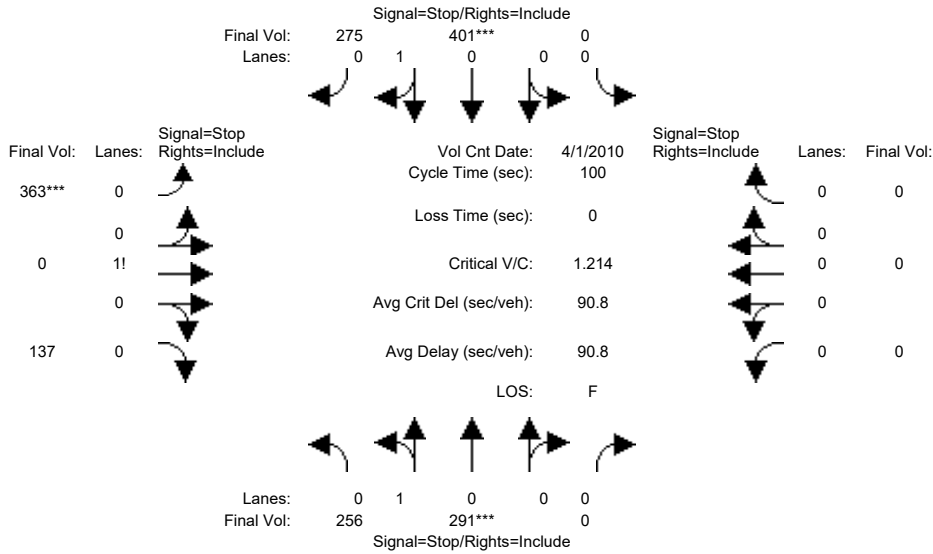 Signal=Stop/Rights=Include
Final Vol: 275 401*** 0
Lanes: 0 1 0 0 0
Signal=Stop Signal=Stop
Final Vol: Lanes: Rights=Include Vol Cnt Date: 4/1/2010 Rights=Include Lanes: Final Vol:
Cycle Time (sec): 100
363*** 0 0 0
Loss Time (sec): 0
0 0
0 1! Critical V/C: 1.214 0 0
0 Avg Crit Del (sec/veh): 90.8 0
137 0 Avg Delay (sec/veh): 90.8 0 0
LOS: F
Lanes: 0 1 0 0 0
Final Vol: 256 291*** 0
Signal=Stop/Rights=Include